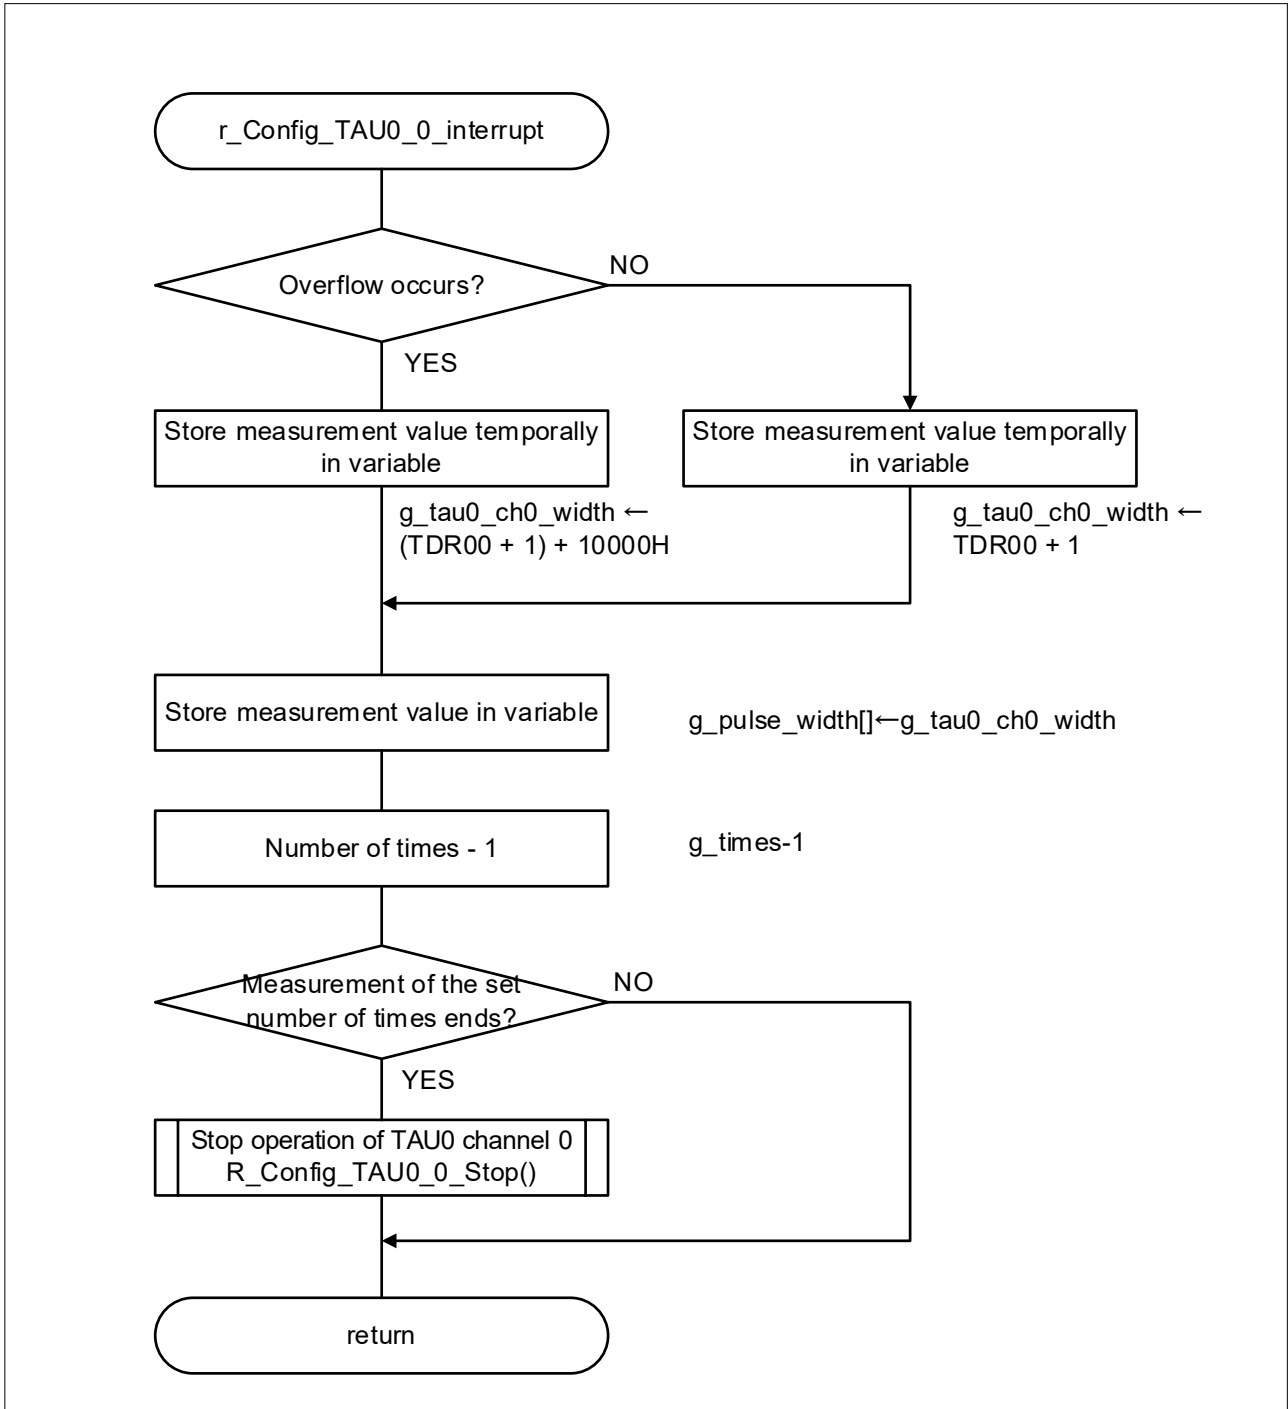 r_Config_TAU0_0_interrupt
Overflow occurs?
NO
YES
Store measurement value temporally
in variable
Store measurement value temporally
in variable
g_tau0_ch0_width ←
(TDR00 + 1) + 10000H
g_tau0_ch0_width ←
TDR00 + 1
Store measurement value in variable
g_pulse_width[]←g_tau0_ch0_width
Number of times - 1
g_times-1
Measurement of the set
number of times ends?
NO
YES
Stop operation of TAU0 channel 0
R_Config_TAU0_0_Stop()
return